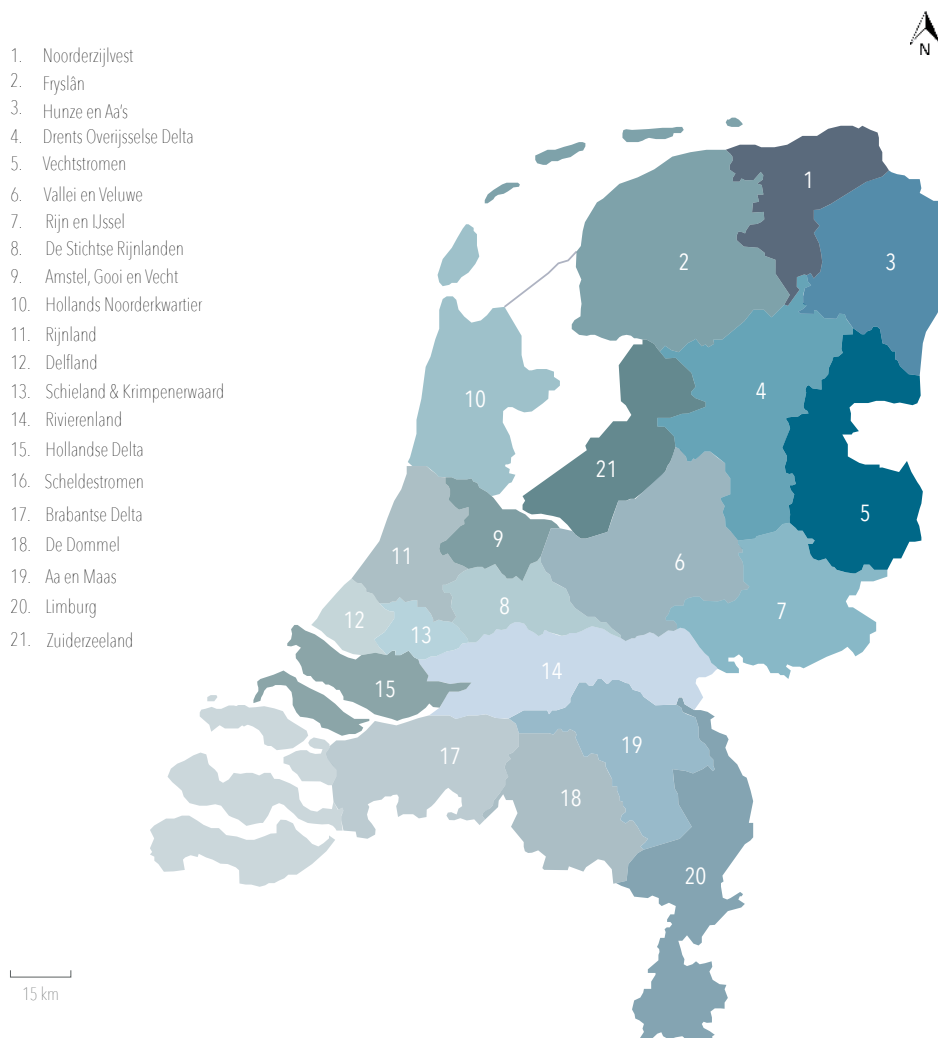 N
1. Noorderzijlvest
2. Fryslân
3. Hunze en Aa's
4. Drents Overijsselse Delta
5. Vechtstromen
6. Vallei en Veluwe
7. Rijn en IJssel
8. De Stichtse Rijnlanden
9. Amstel, Gooi en Vecht
10. Hollands Noorderkwartier
11. Rijnland
12. Delfland
13. Schieland & Krimpenerwaard
14. Rivierenland
15. Hollandse Delta
16. Scheldestromen
17. Brabantse Delta
18. De Dommel
19. Aa en Maas
20. Limburg
21. Zuiderzeeland
1
2
3
4
10
21
5
9
11
6
8
7
12
13
14
15
19
17
18
20
15 km